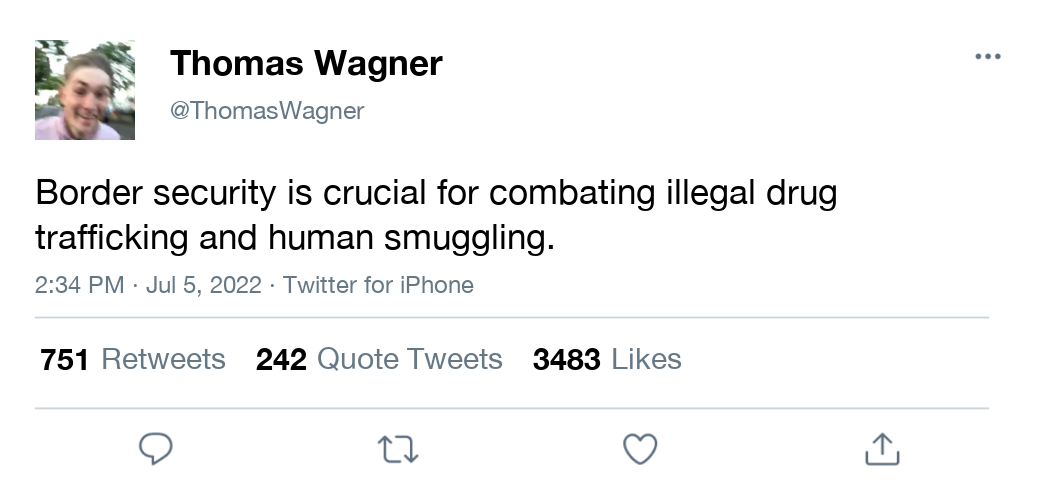 Thomas Wagner
@ThomasWagner
Border security is crucial for combating illegal drug
trafficking and human smuggling.
2:34 PM · Jul 5, 2022 · Twitter for iPhone
751 Retweets 242 Quote Tweets 3483 Likes